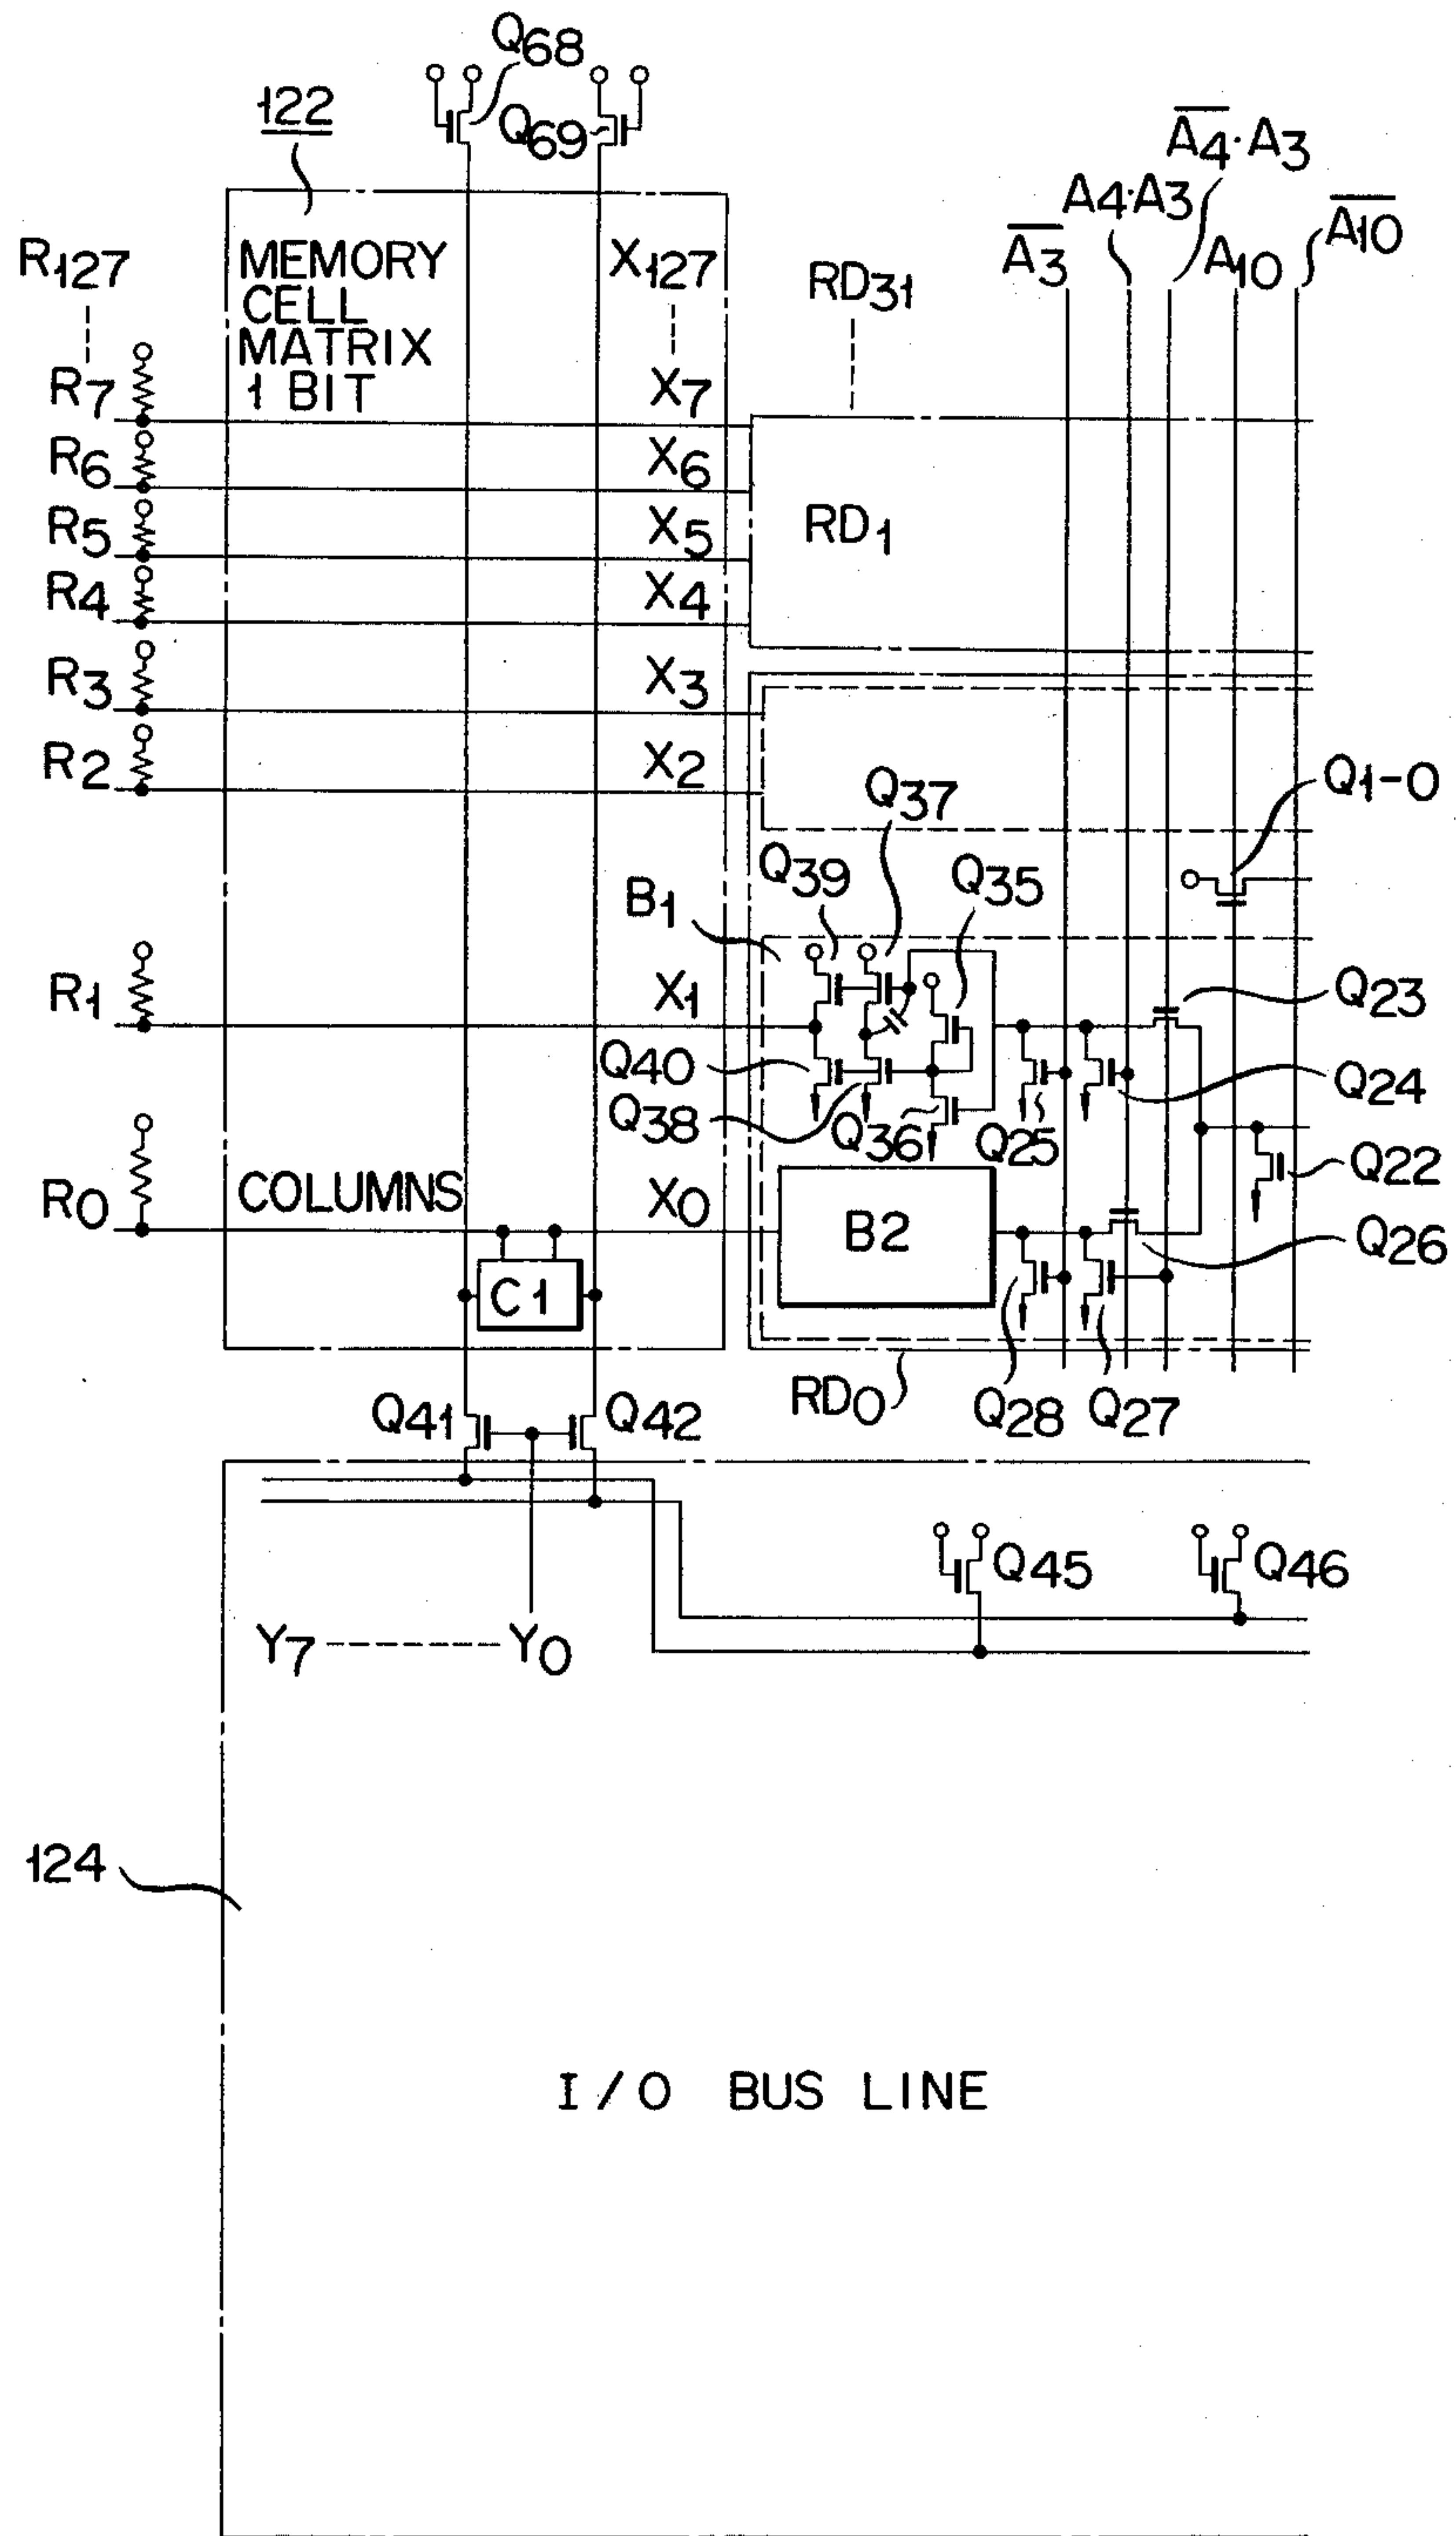 Q68
122
Q69
A4·A3
A4·A3
A3
A10
A10
R127
MEMORY
CELL
MATRIX
1 BIT
X127
RD31
R7
X7
R6
X6
R5
X5
RD1
R4
X4
R3
X3
R2
X2
Q37
Q1-0
Q39
Q35
B1
R1
X1
Q23
Q40
Q24
Q38
Q36
Q25
Q22
R0
COLUMNS
X0
B2
Q26
C1
RD0
Q28
Q27
Q41
Q42
Q45
Q46
Y7
Y0
124
I/O BUS LINE